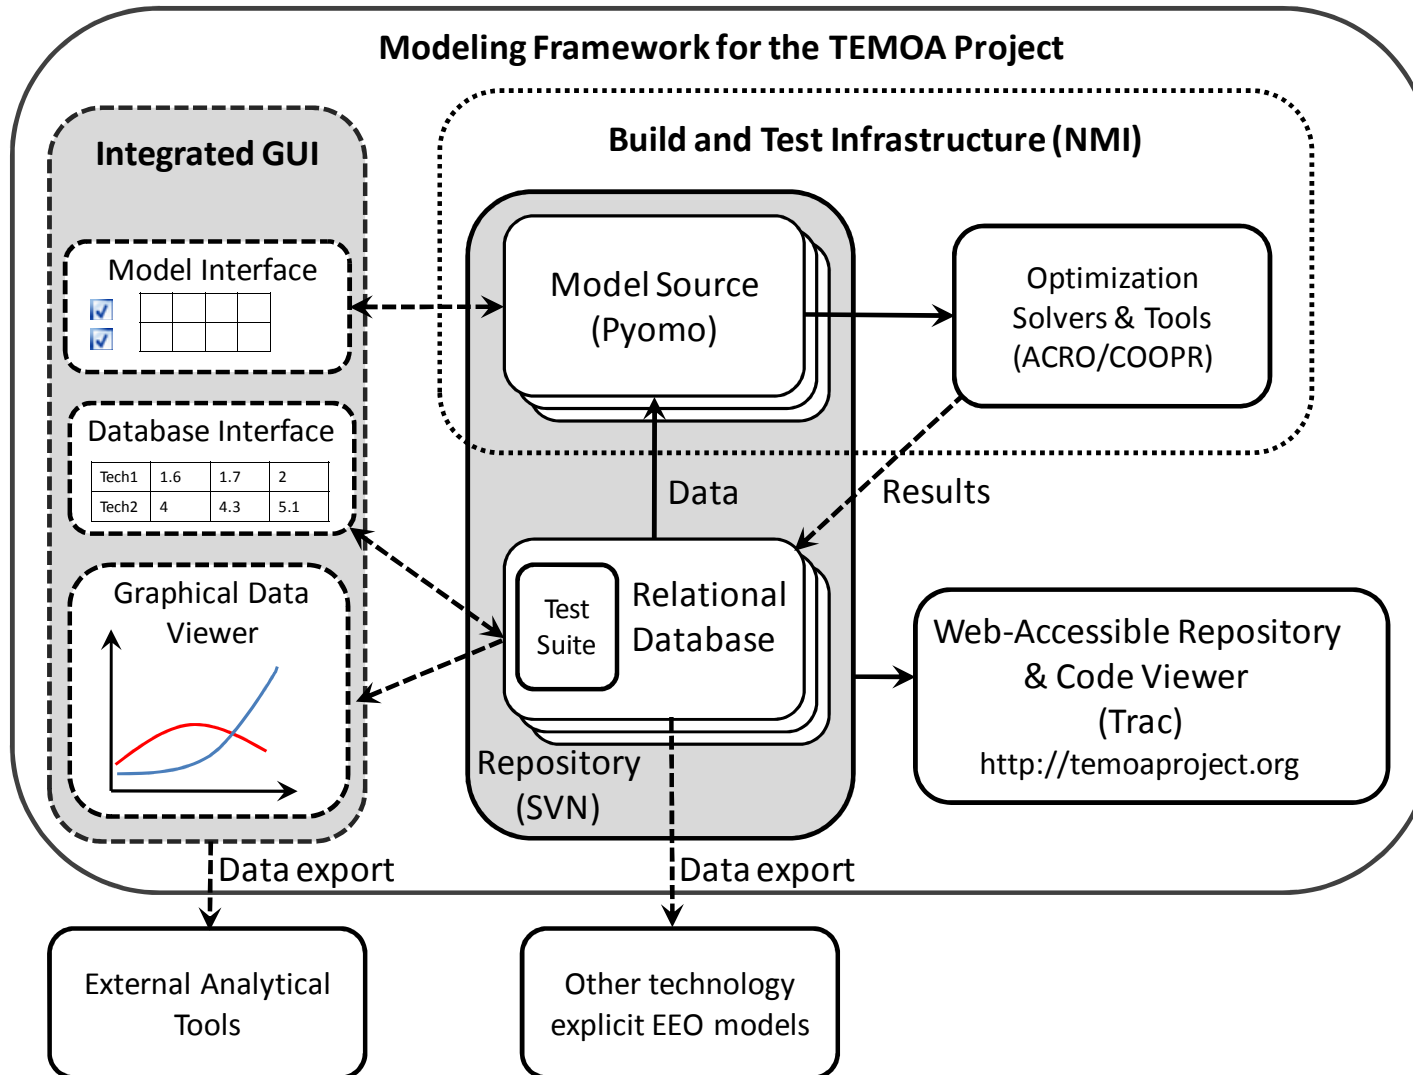 Modeling Framework for the TEMOA Project
Integrated GUI
Build and Test Infrastructure (NMI)
Model Interface
Model Source
(Pyomo)
Optimization
Solvers & Tools
(ACRO/COOPR)
Database Interface
Tech1 1.6 1.7 2
Tech2 4 4.3 5.1
Data
Results
Graphical Data
Viewer
Test
Suite
Relational
Database
Web-Accessible Repository
& Code Viewer
(Trac)
http://temoaproject.org
Repository
(SVN)
Data export
Data export
External Analytical
Tools
Other technology
explicit EEO models